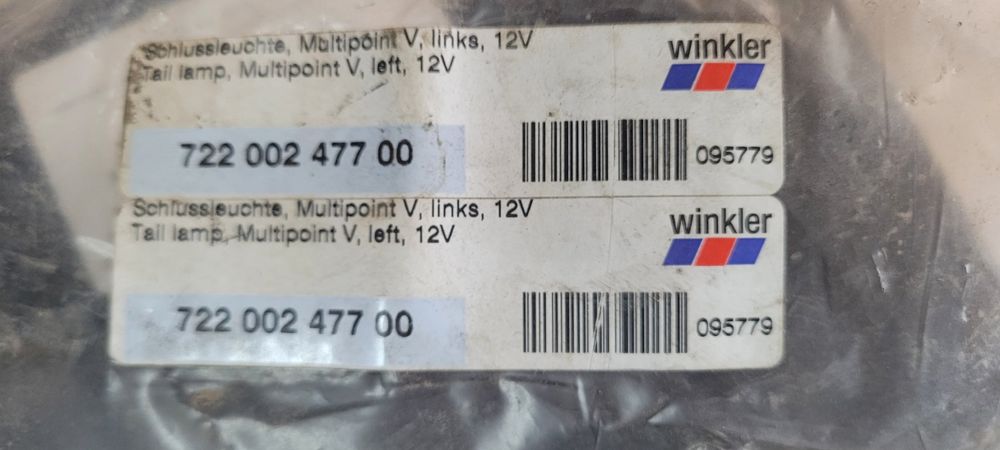 Schlussleuchte, Multipoint V, links, 12V
Tail lamp, Multipoint V, left, 12V
winkler
722 002 477 00
095779
Schlussleuchte, Multipoint V, links, 12V
Tail lamp, Multipoint V, left, 12V
winkler
722 002 477 00
095779